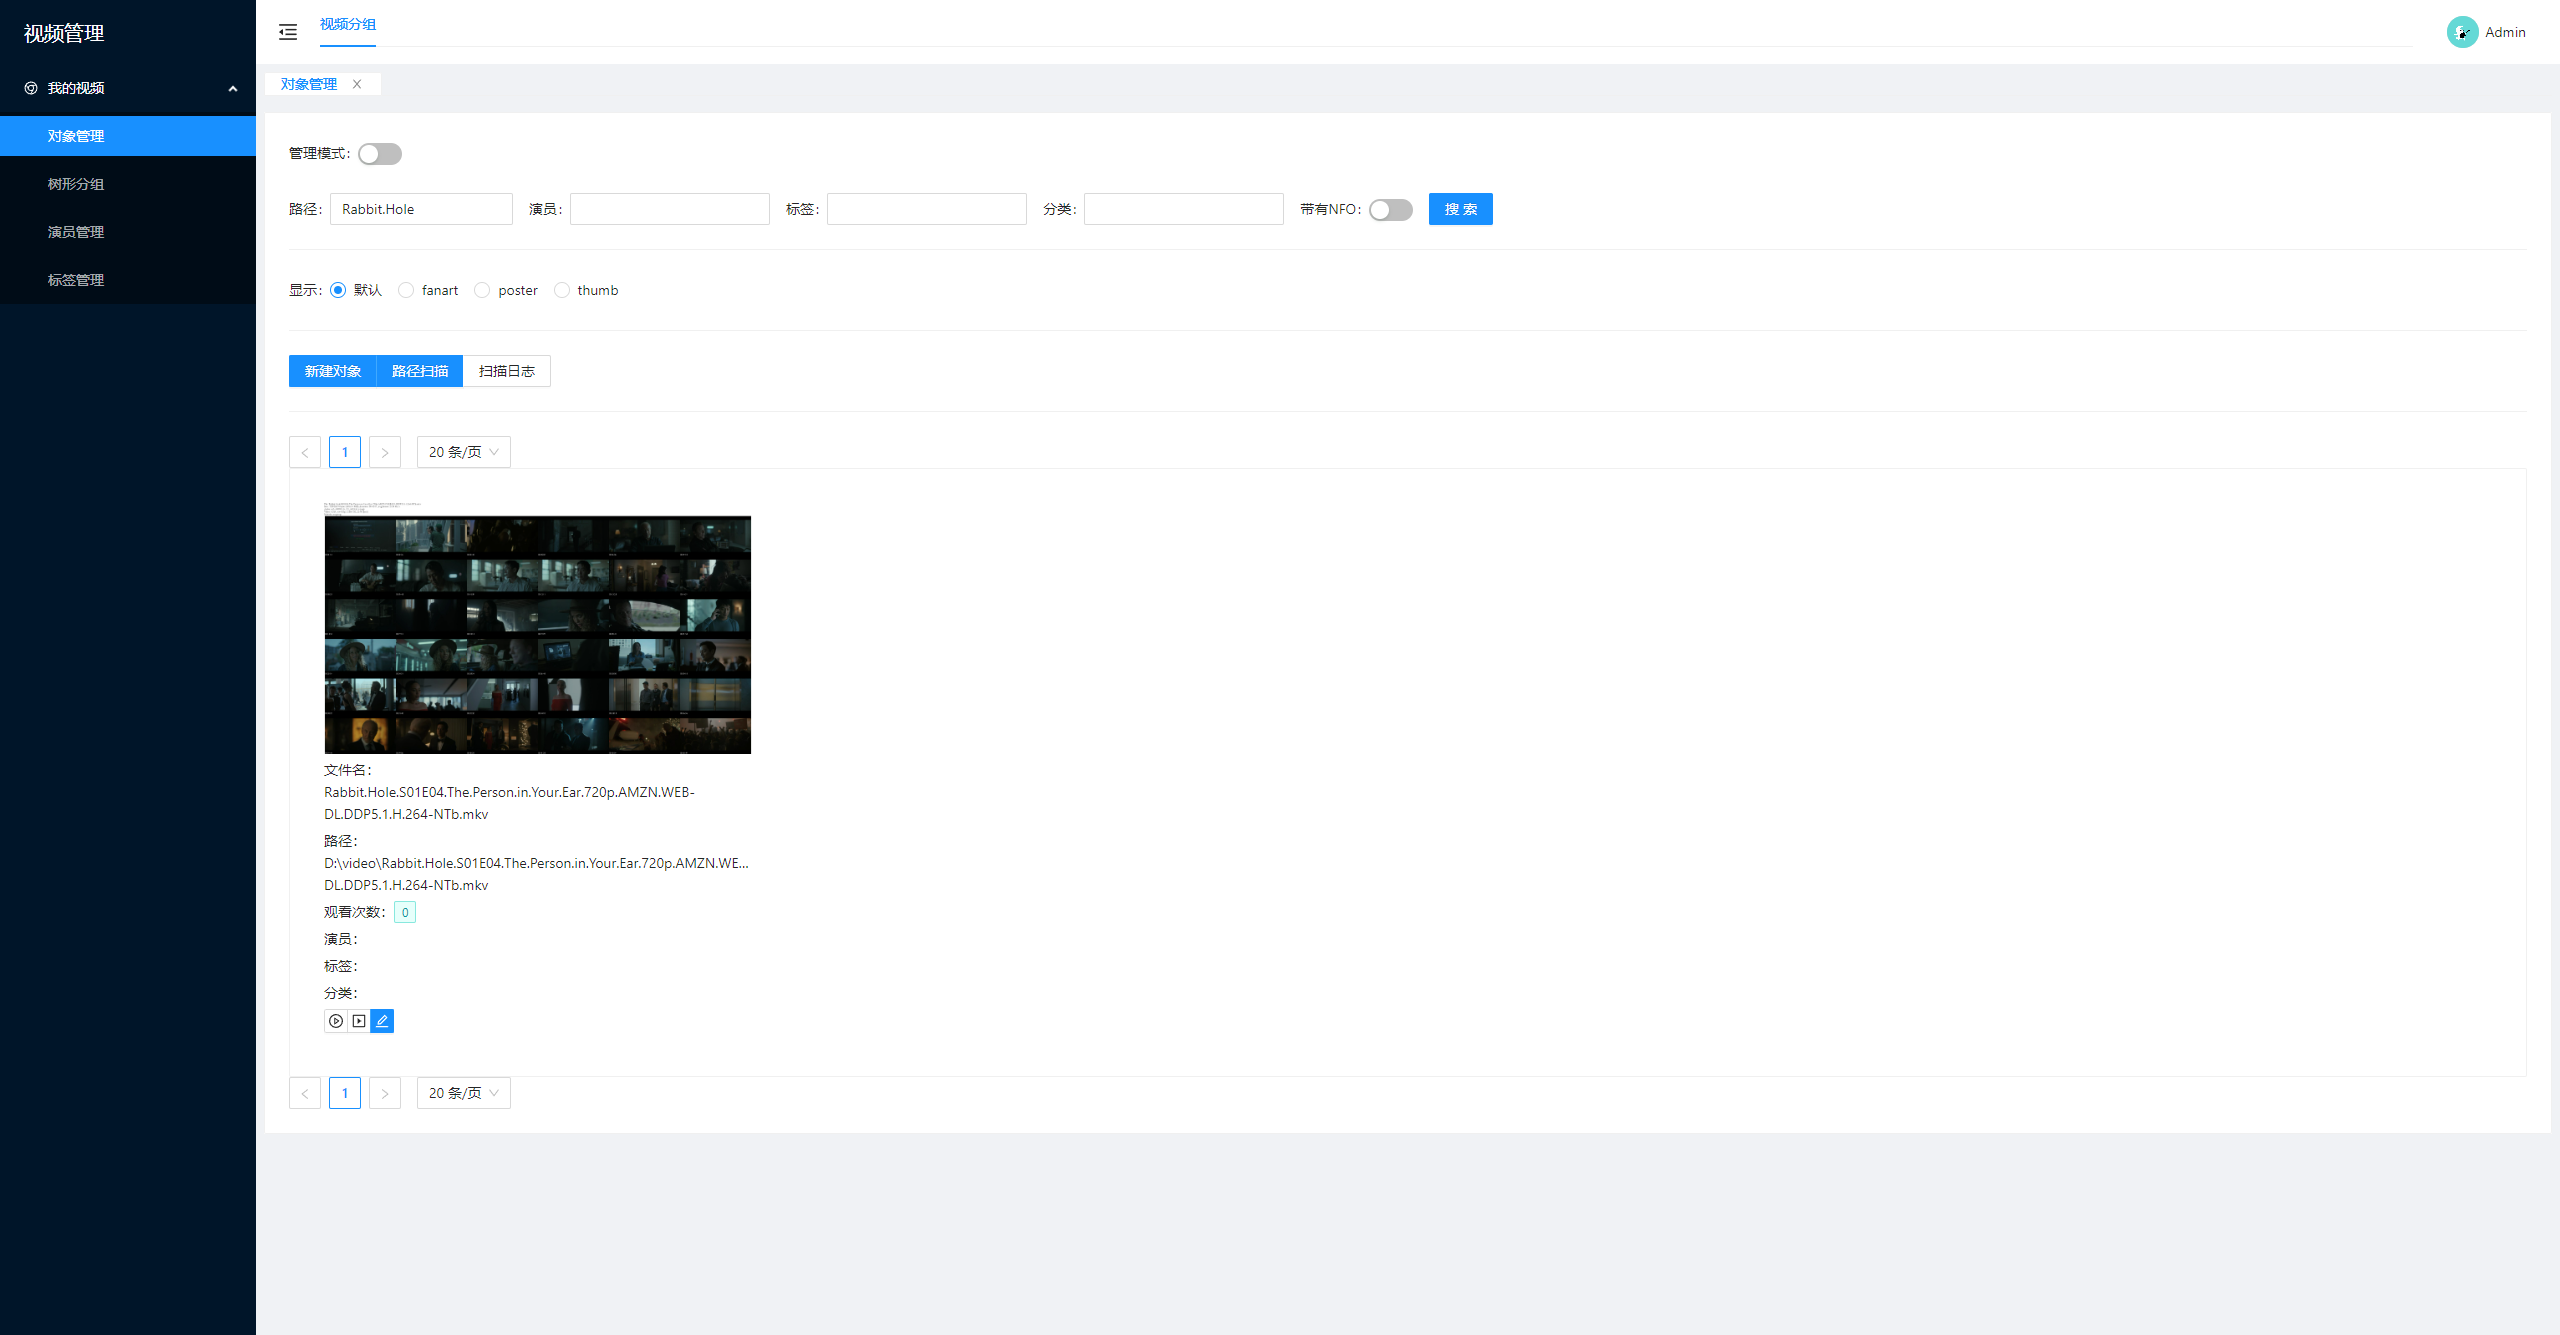 视频管理
我的视频
对象管理
树形分组
演员管理
标签管理
视频分组
Admin
对象管理
管理模式：
路径： Rabbit.Hole 演员： 标签： 分类： 带有NFO： 搜 索
显示： 默认 fanart poster thumb
新建对象 路径扫描 扫描日志
1 20 条/页
文件名：
Rabbit.Hole.S01E04.The.Person.in.Your.Ear.720p.AMZN.WEB-
DL.DDP5.1.H.264-NTb.mkv
路径：
D:\video\Rabbit.Hole.S01E04.The.Person.in.Your.Ear.720p.AMZN.WE...
DL.DDP5.1.H.264-NTb.mkv
观看次数： 0
演员：
标签：
分类：
1 20 条/页